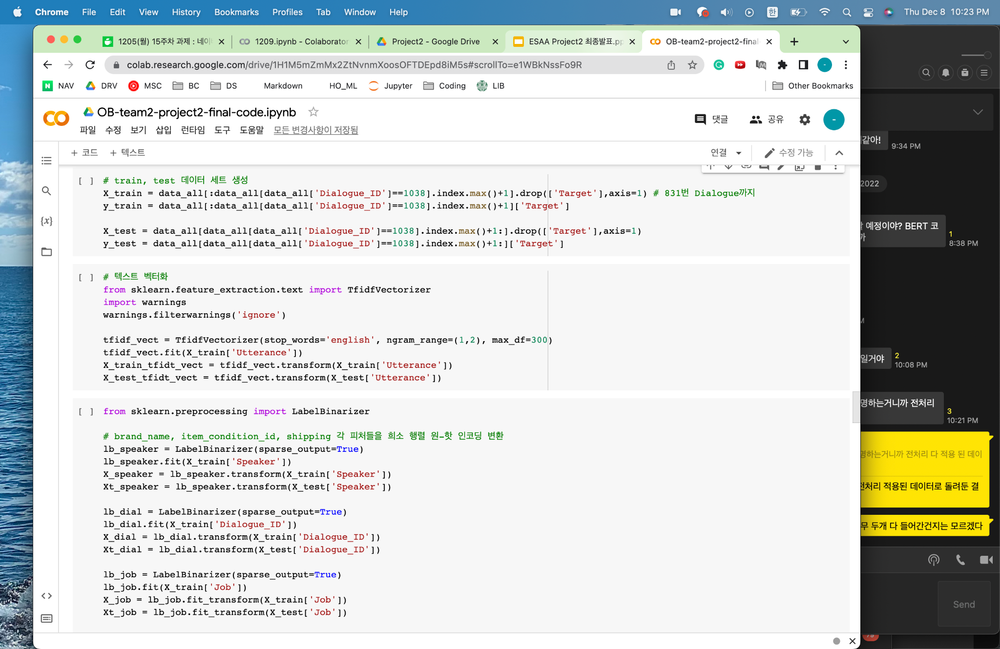 Chrome File Edit View History Bookmarks Profiles Tab Window Help
한
Thu Dec 8 10:23 PM
1205(월) 15주차 과제 : 네이
1209.ipynb - Colaborator
Project2 - Google Drive
ESAA Project2 최종발표.pp
OB-team2-project2-final-
colab.research.google.com/drive/1H1M5mZmMx2ZtNvnmXoosOFTDEpd8iM5s#scrollTo=e1WBkNssFo9R
N NAV DRV MSC BC DS Markdown HO_ML Jupyter Coding LIB Other Bookmarks
OB-team2-project2-final-code.ipynb
댓글 공유
파일 수정 보기 삽입 런타임 도구 도움말 모든 변경사항이 저장됨
+ 코드 + 텍스트
연결 수정 가능
[ ] # train, test 데이터 세트 생성
X_train = data_all[:data_all[data_all['Dialogue_ID']==1038].index.max()+1].drop(['Target'],axis=1) # 831번 Dialogue까지
y_train = data_all[:data_all[data_all['Dialogue_ID']==1038].index.max()+1]['Target']
X_test = data_all[data_all[data_all['Dialogue_ID']==1038].index.max()+1:].drop(['Target'],axis=1)
y_test = data_all[data_all[data_all['Dialogue_ID']==1038].index.max()+1:]['Target']
[ ] # 텍스트 벡터화
from sklearn.feature_extraction.text import TfidfVectorizer
import warnings
warnings.filterwarnings('ignore')
tfidf_vect = TfidfVectorizer(stop_words='english', ngram_range=(1,2), max_df=300)
tfidf_vect.fit(X_train['Utterance'])
X_train_tfidt_vect = tfidf_vect.transform(X_train['Utterance'])
X_test_tfidt_vect = tfidf_vect.transform(X_test['Utterance'])
[ ] from sklearn.preprocessing import LabelBinarizer
# brand_name, item_condition_id, shipping 각 피처들을 희소 행렬 원-핫 인코딩 변환
lb_speaker = LabelBinarizer(sparse_output=True)
lb_speaker.fit(X_train['Speaker'])
X_speaker = lb_speaker.transform(X_train['Speaker'])
Xt_speaker = lb_speaker.transform(X_test['Speaker'])
lb_dial = LabelBinarizer(sparse_output=True)
lb_dial.fit(X_train['Dialogue_ID'])
X_dial = lb_dial.transform(X_train['Dialogue_ID'])
Xt_dial = lb_dial.transform(X_test['Dialogue_ID'])
lb_job = LabelBinarizer(sparse_output=True)
lb_job.fit(X_train['Job'])
X_job = lb_job.fit_transform(X_train['Job'])
Xt_job = lb_job.fit_transform(X_test['Job'])
같아!
9:34 PM
2022
예정이야? BERT 코
1
8:38 PM
일거야
2
10:08 PM
명하는거니까 전처리
3
10:21 PM
명하는거니까 전처리 다 적용 된 데이
전처리 적용된 데이터로 돌려둔 결
무 두개 다 들어간건지는 모르겠다
Send